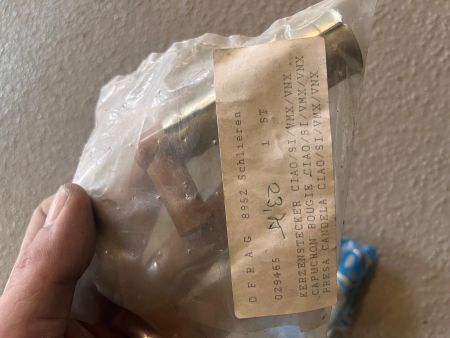 OFRAG 8952 Schlieren
029465 1 ST
KERZENSTECKER CIAO/SI/VMX/VNX
CAPUCHON BOUGIE CIAO/SI/VMX/VNX
PRESA CANDELA CIAO/SI/VMX/VNX